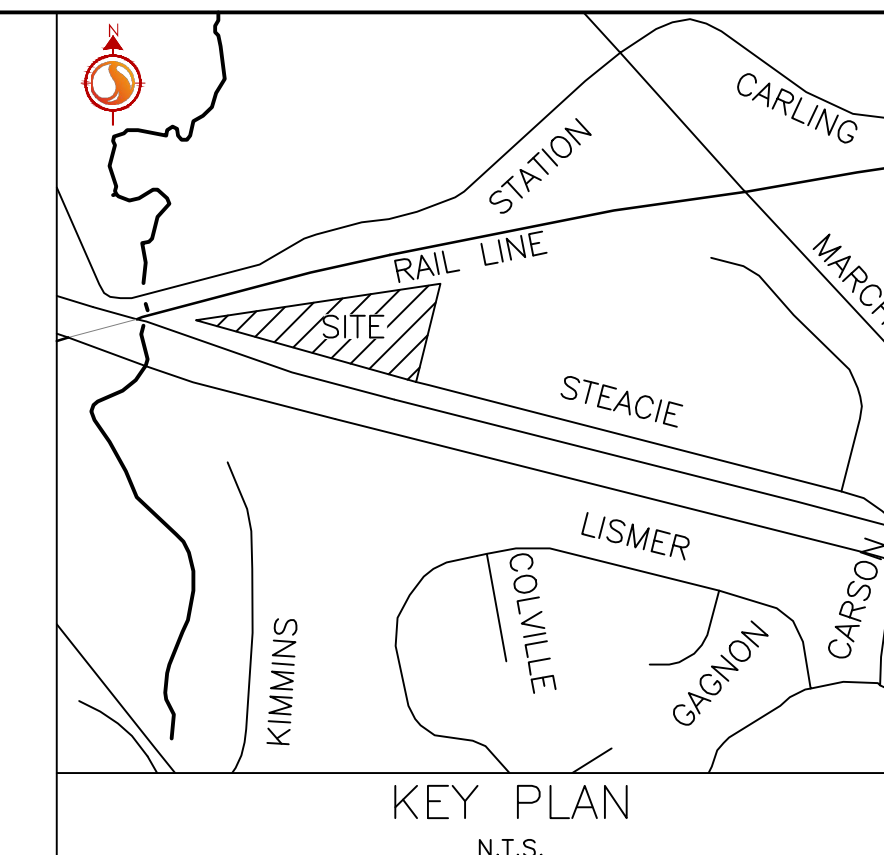 N
CARLING
STATION
RAIL LINE
MARCH
SITE
STEACIE
LISMER
CARSON
COLVILLE
GAGNON
KIMMINS
KEY PLAN
N.T.S.